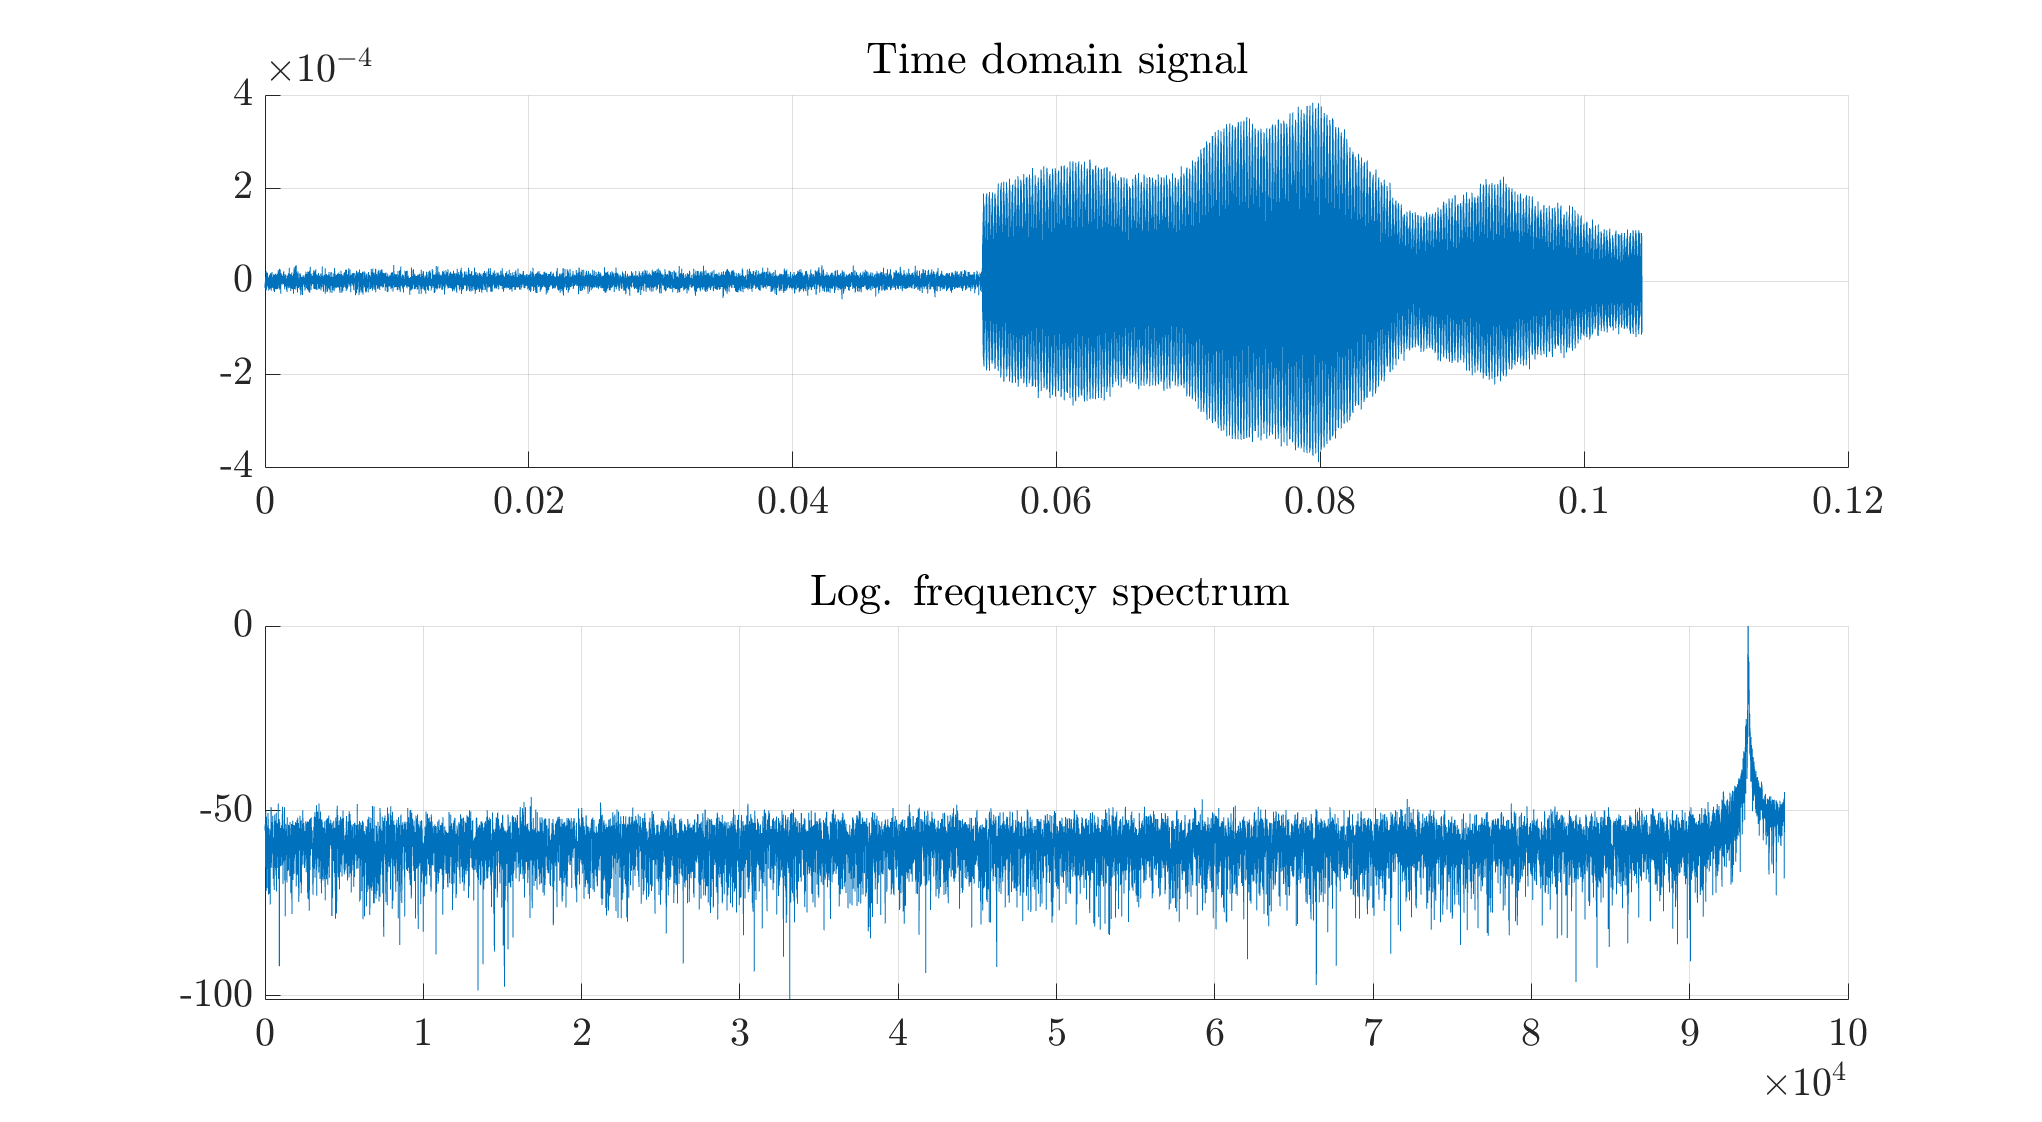 Time domain signal
×10⁻⁴
4
2
0
-2
-4
0 0.02 0.04 0.06 0.08 0.1 0.12
Log. frequency spectrum
0
-50
-100
0 1 2 3 4 5 6 7 8 9 10
×10⁴